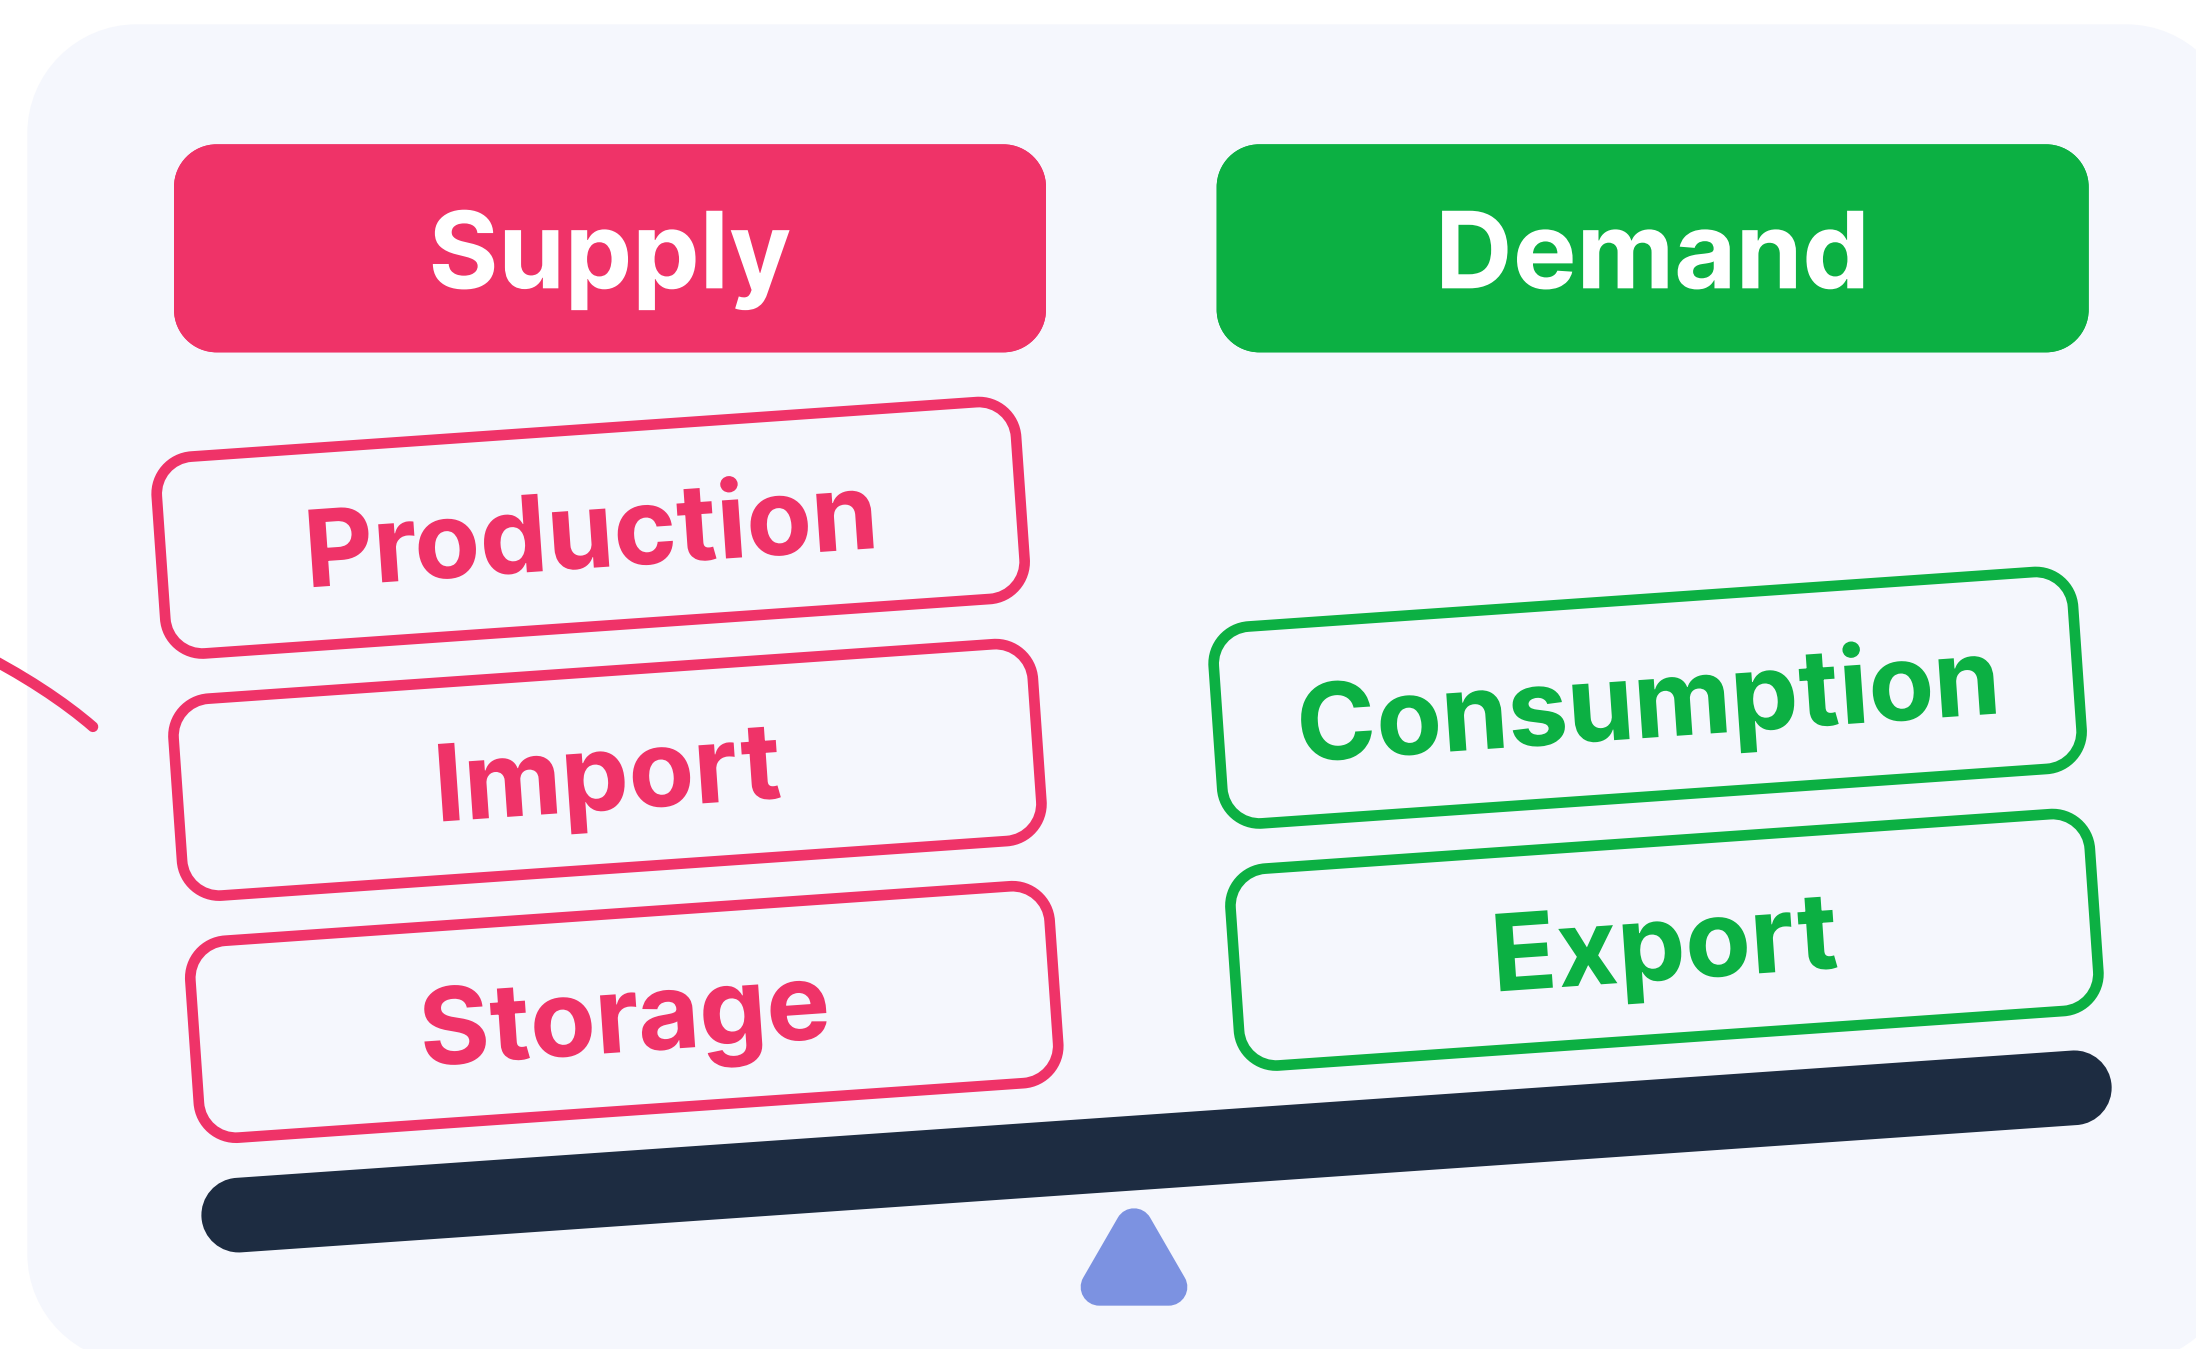 Supply
Production
Import
Storage
Demand
Consumption
Export